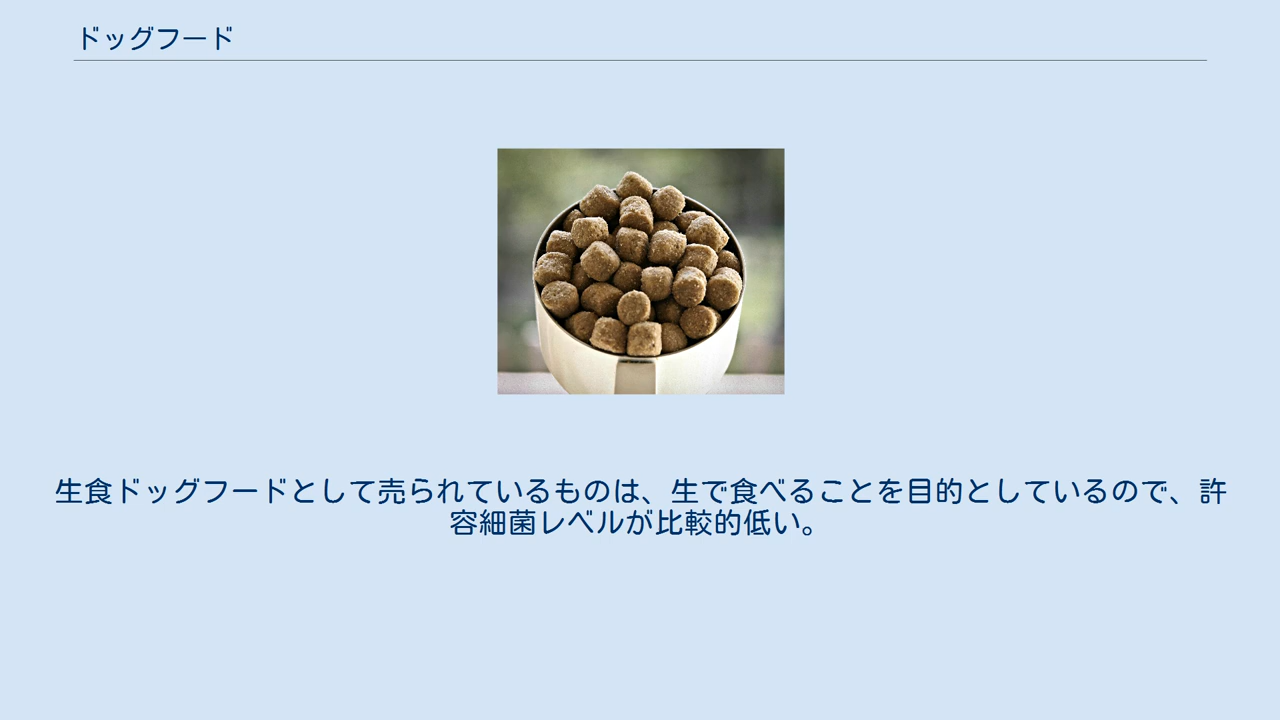 ドッグフード
生食ドッグフードとして売られているものは、生で食べることを目的としているので、許
容細菌レベルが比較的低い。